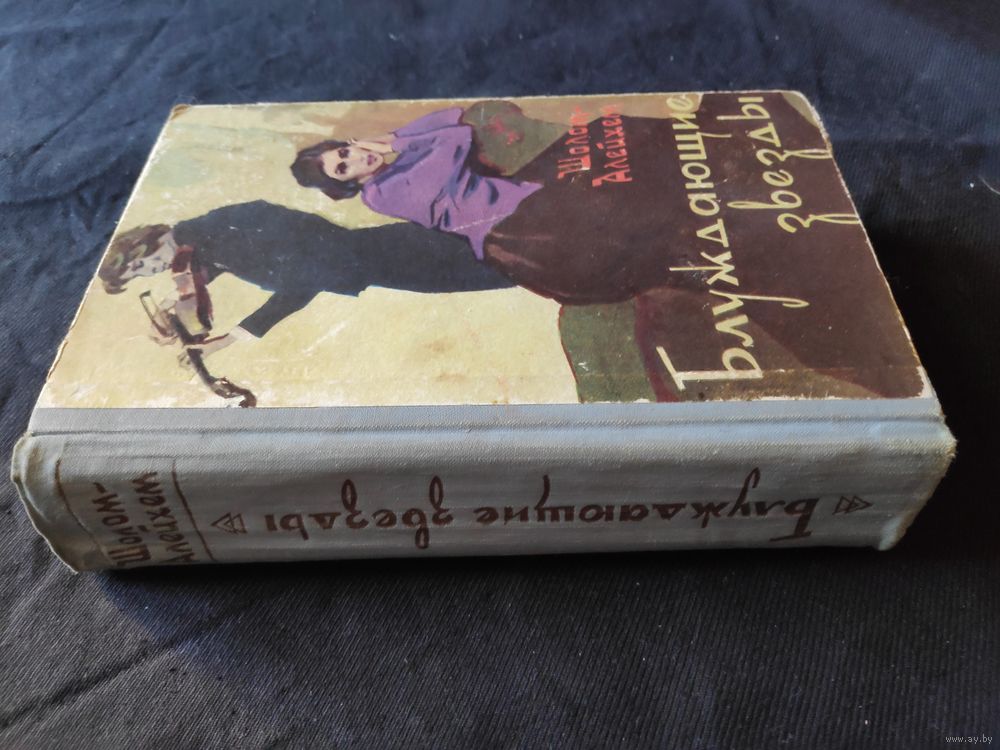 Шолом-
Алейхем
Блуждающие
звезды
Шолом-
Алейхем
Блуждающие звезды
www.ay.by